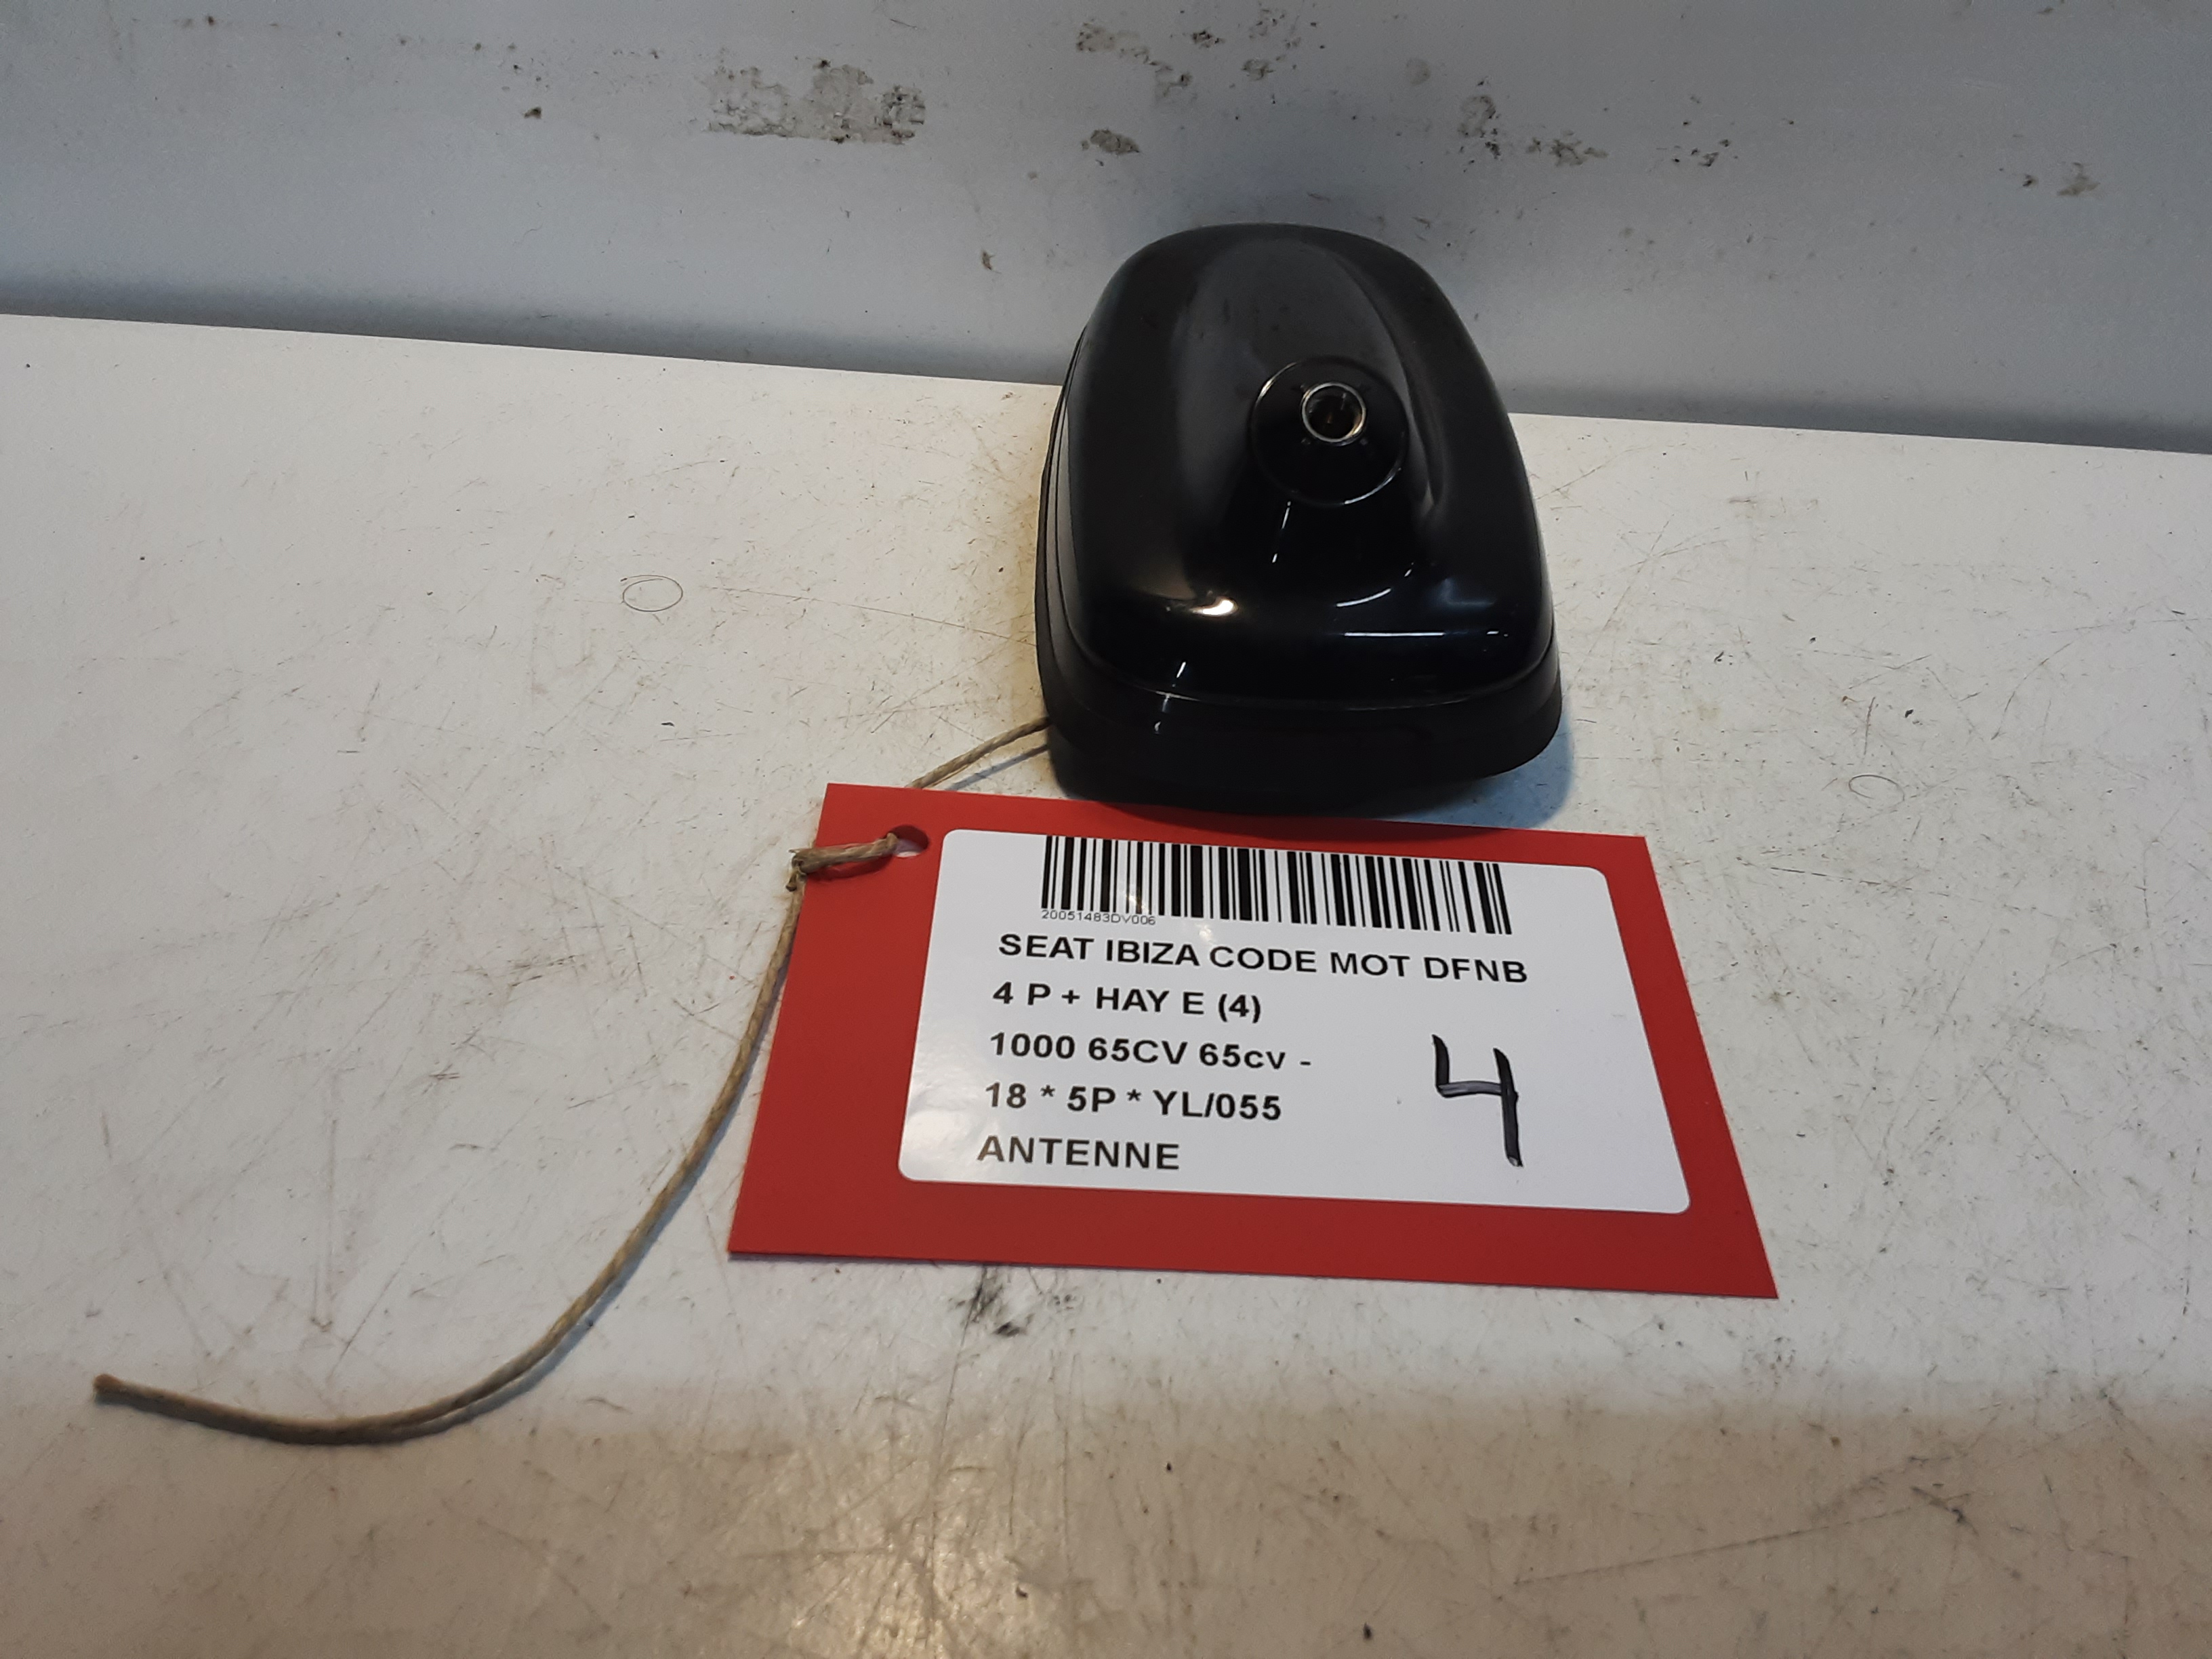 20051483DV006
SEAT IBIZA CODE MOT DFNB
4 P + HAY E (4)
1000 65CV 65cv -
18 * 5P * YL/055
ANTENNE
4